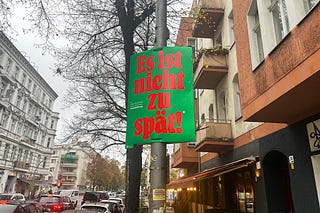 Es ist
nicht
zu
spät!